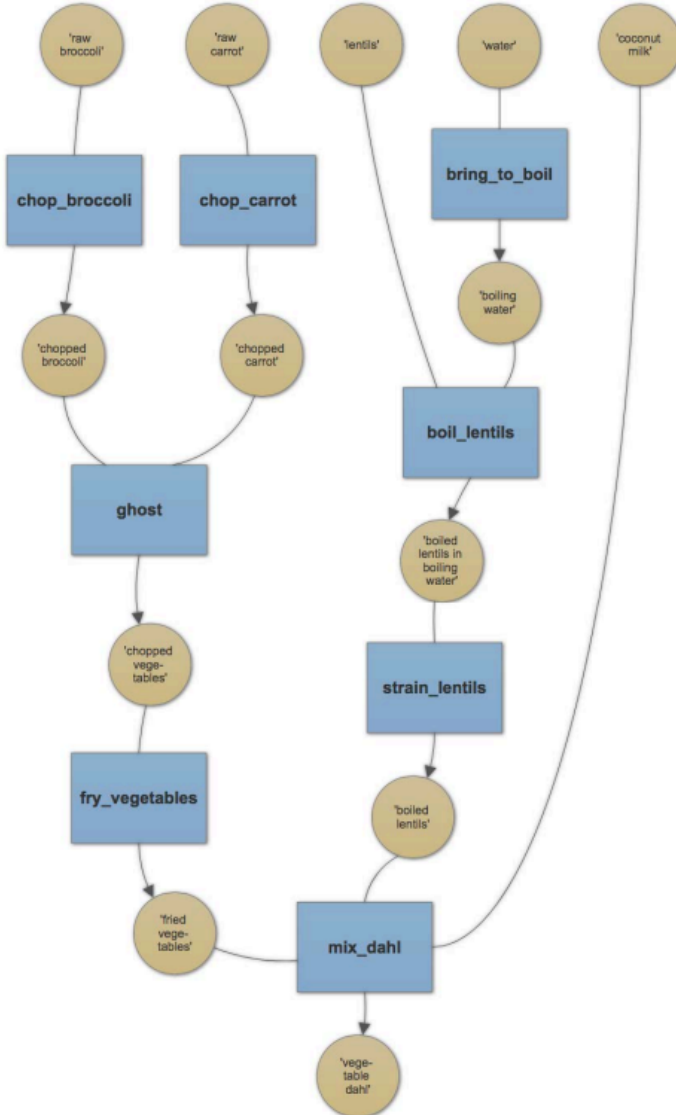 'raw
broccoli'
'raw
carrot'
'lentils'
'water'
'coconut
milk'
chop_broccoli
chop_carrot
bring_to_boil
'boiling
water'
'chopped
broccoli'
'chopped
carrot'
boil_lentils
ghost
'boiled
lentils in
boiling
water'
'chopped
vege-
tables'
strain_lentils
fry_vegetables
'boiled
lentils'
'fried
vege-
tables'
mix_dahl
'vege-
table
dahl'